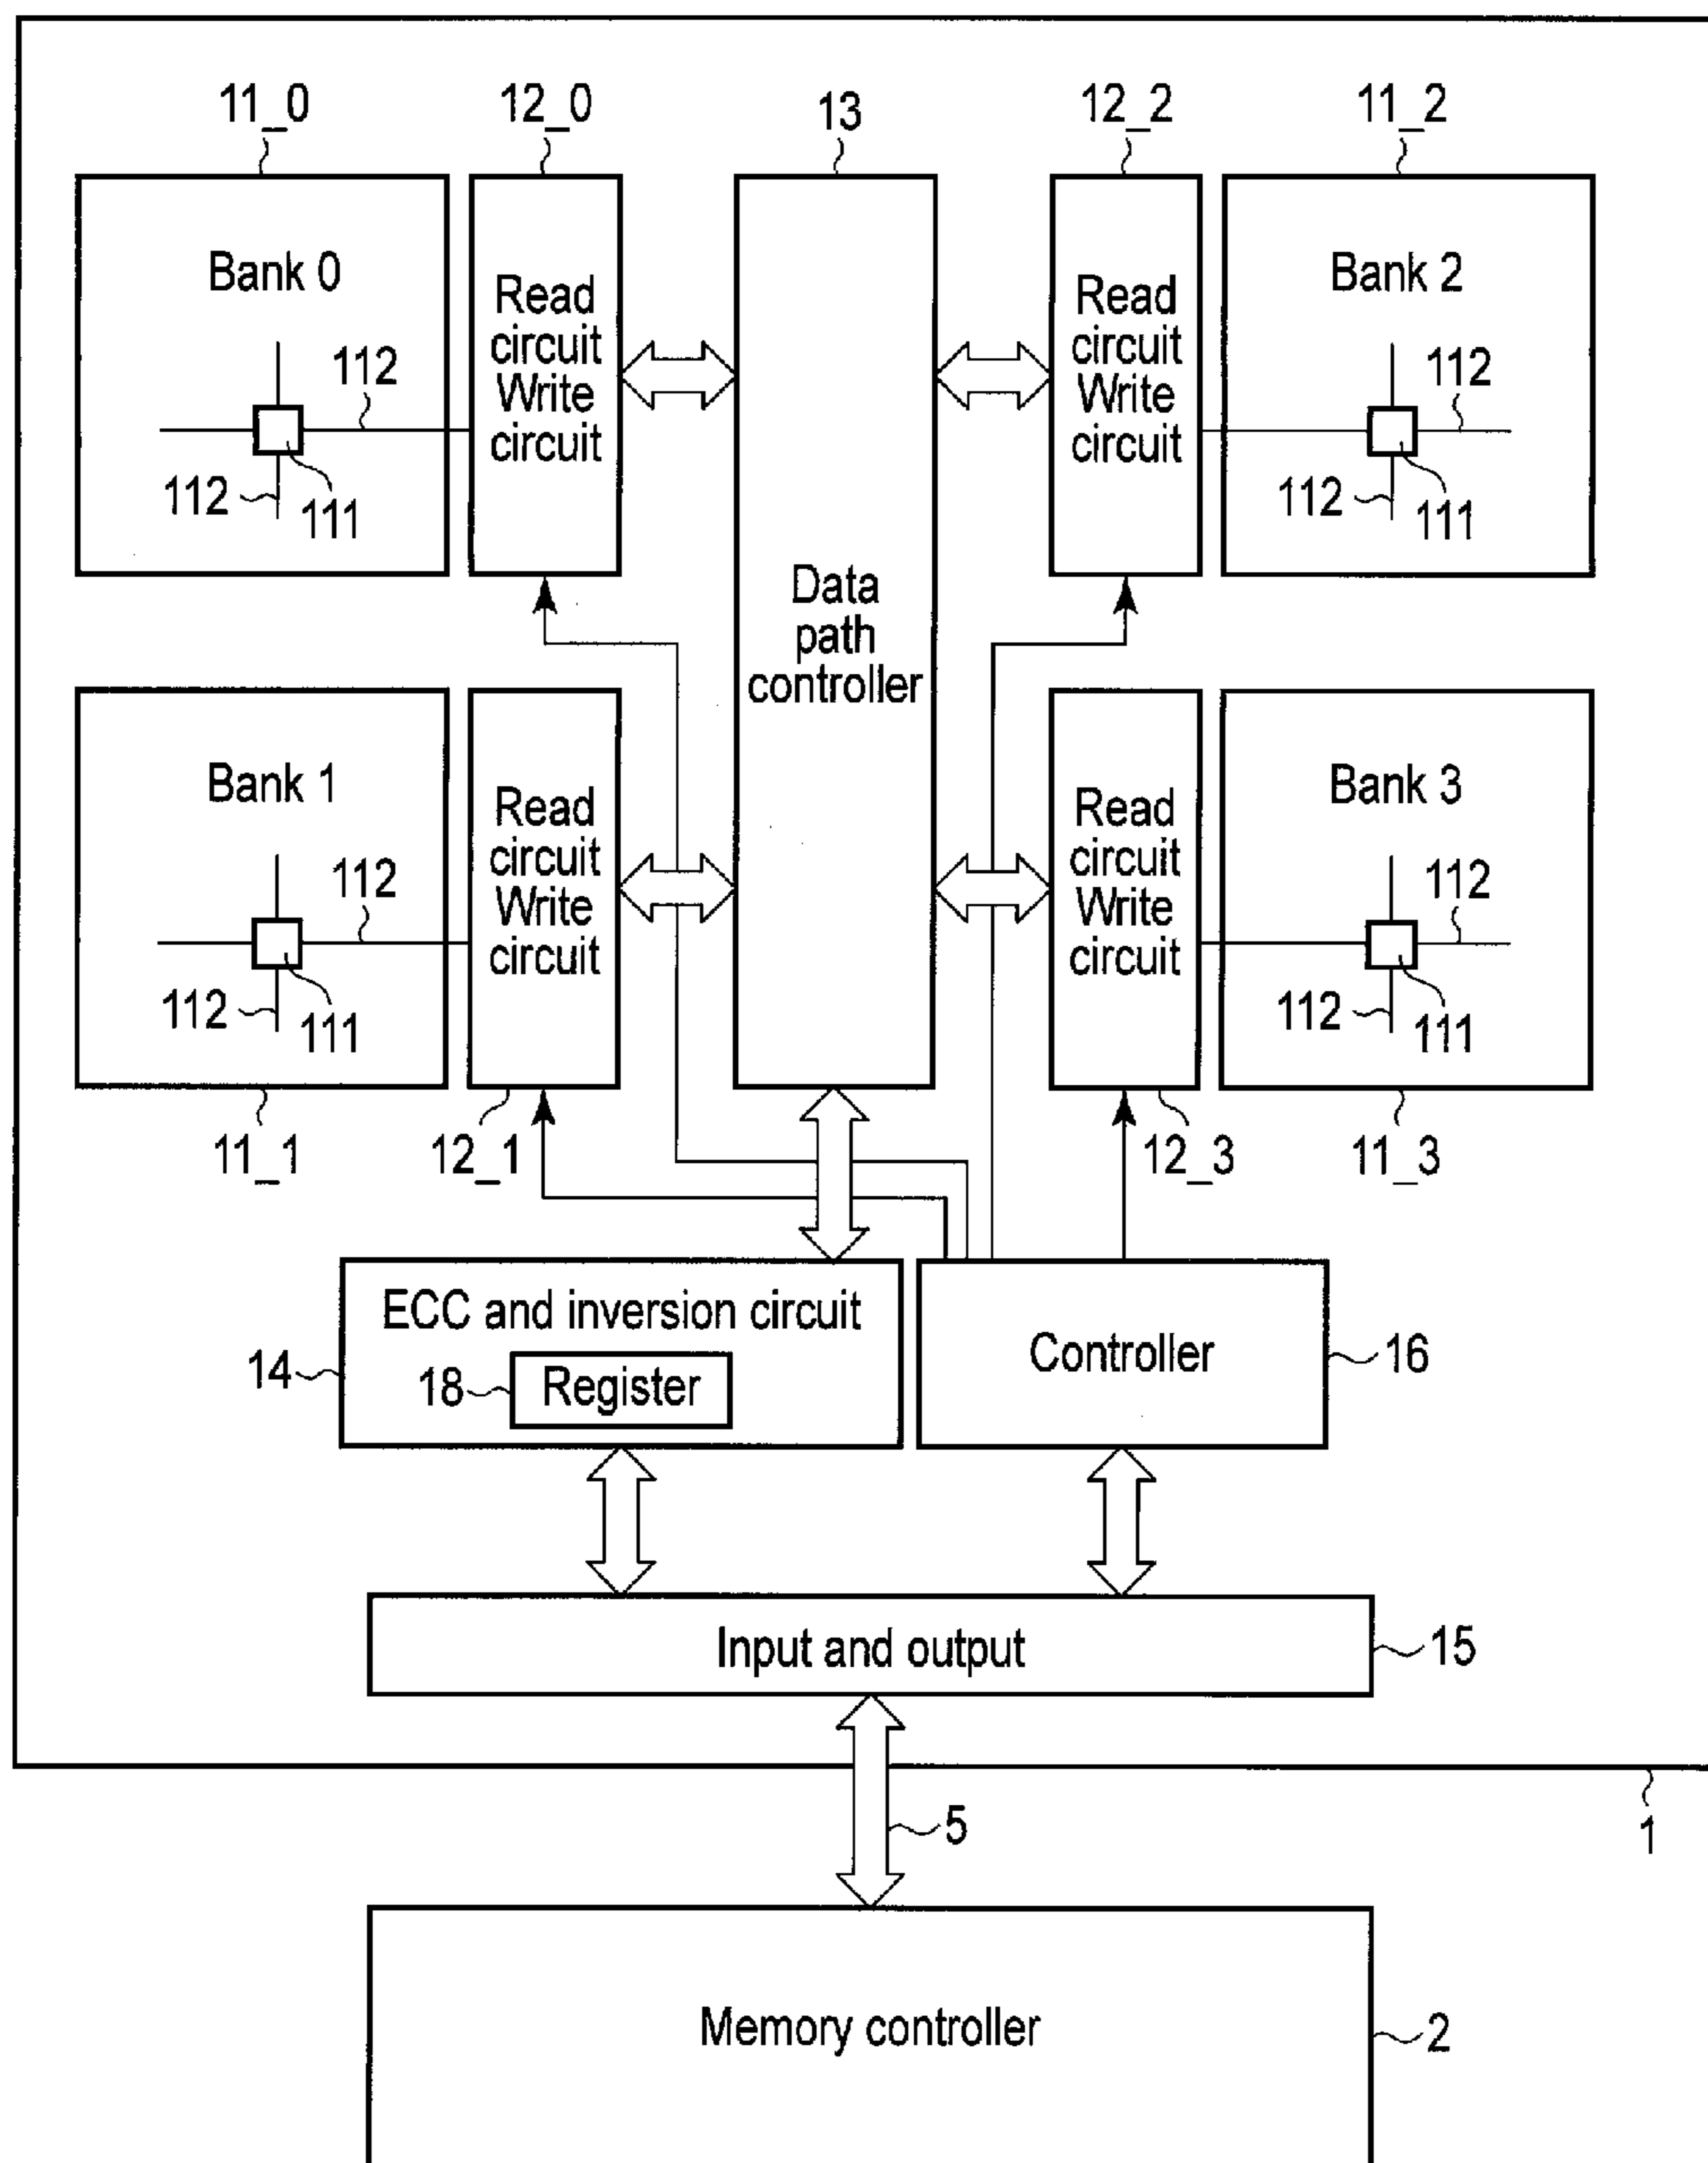 11_0 12_0 13 12_2 11_2
Bank 0
Read
circuit
Write
circuit
112
112
111
Data
path
controller
Read
circuit
Write
circuit
Bank 2
112
112
111
Bank 1
Read
circuit
Write
circuit
112
112
111
Read
circuit
Write
circuit
Bank 3
112
112
111
11_1 12_1 12_3 11_3
ECC and inversion circuit
14
18
Register
Controller
16
Input and output
15
5
1
Memory controller
2